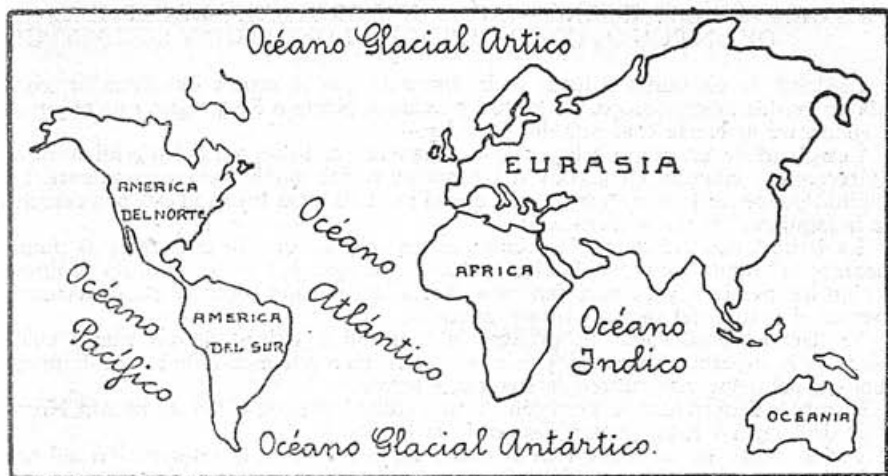 Océano Glacial Artico
EURASIA
AMERICA
DEL NORTE
Océano
Atlántico
AFRICA
Océano
Pacífico
AMERICA
DEL SUR
Océano
Indico
OCEANIA
Océano Glacial Antártico.